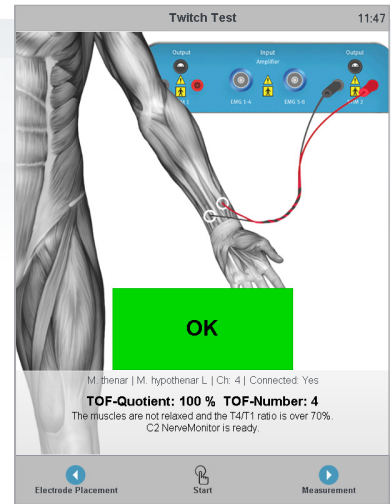 Twitch Test
11:47
Output
Input
Output
Amplifier
EMG 1-4
EMG 5-8
OK
M. thenar | M. hypothenar L | Ch: 4 | Connected: Yes
TOF-Quotient: 100 % TOF-Number: 4
The muscles are not relaxed and the T4/T1 ratio is over 70%.
C2 NerveMonitor is ready.
Electrode Placement
Start
Measurement